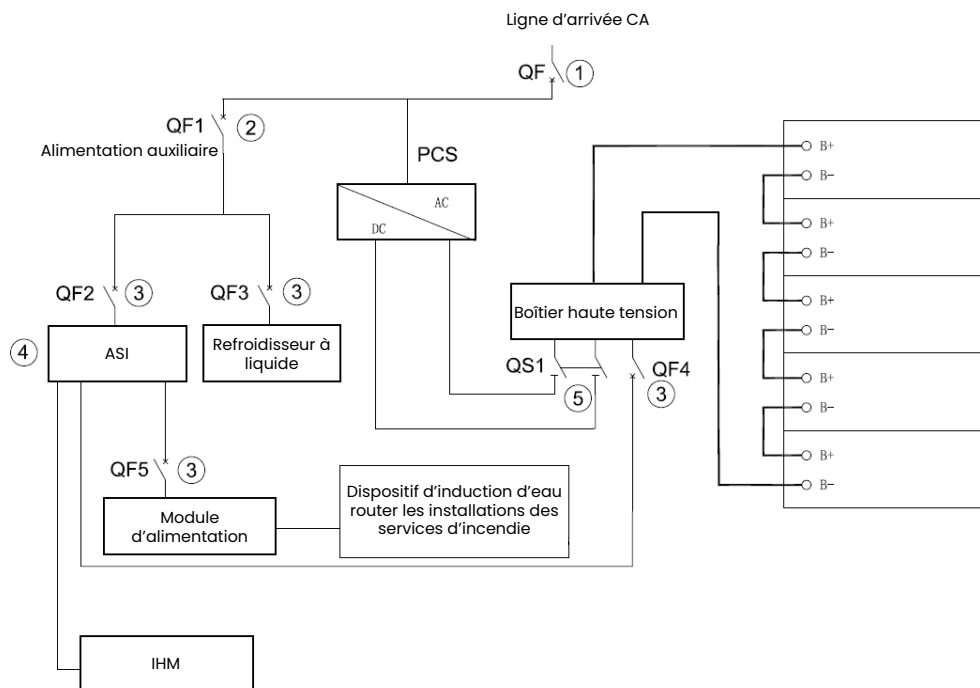 Ligne d'arrivée CA
QF 1
QF1 2
Alimentation auxiliaire
PCS
AC
DC
B+
B-
B+
B-
B+
B-
B+
B-
B+
B-
QF2 3
QF3 3
Boîtier haute tension
4
ASI
Refroidisseur à
liquide
QS1
5
QF4
3
QF5 3
Module
d'alimentation
Dispositif d'induction d'eau
router les installations des
services d'incendie
IHM